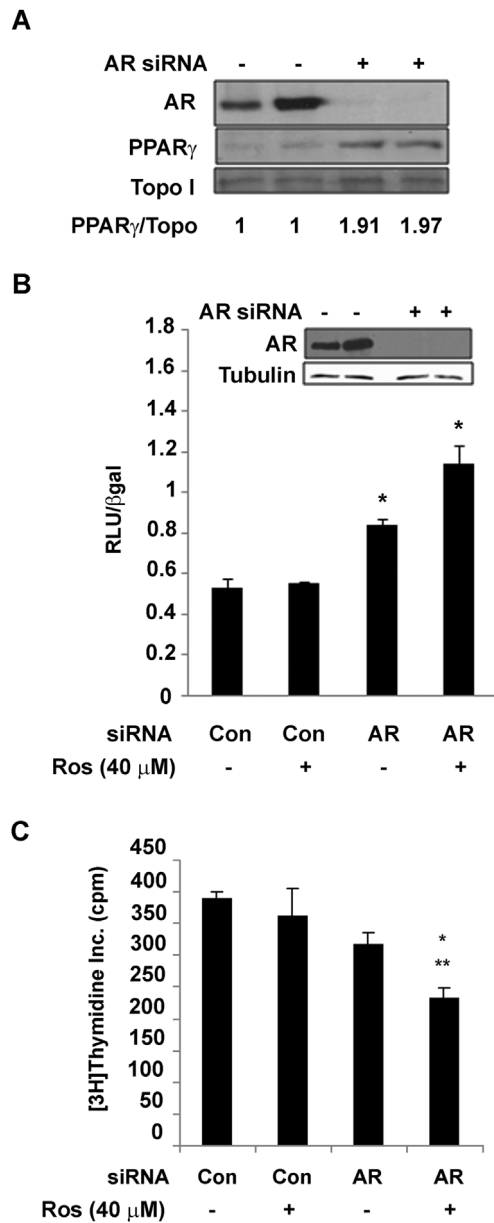 A
AR siRNA - - + +
AR
PPARγ
Topo I
PPARγ/Topo 1 1 1.91 1.97
B
AR siRNA - - + +
AR
Tubulin
1.8
1.6
1.4
1.2
1
0.8
0.6
0.4
0.2
0
RLU/βgal
*
*
siRNA Con Con AR AR
Ros (40 μM) - + - +
C
450
400
350
300
250
200
150
100
50
0
[3H]Thymidine Inc. (cpm)
*
**
siRNA Con Con AR AR
Ros (40 μM) - + - +